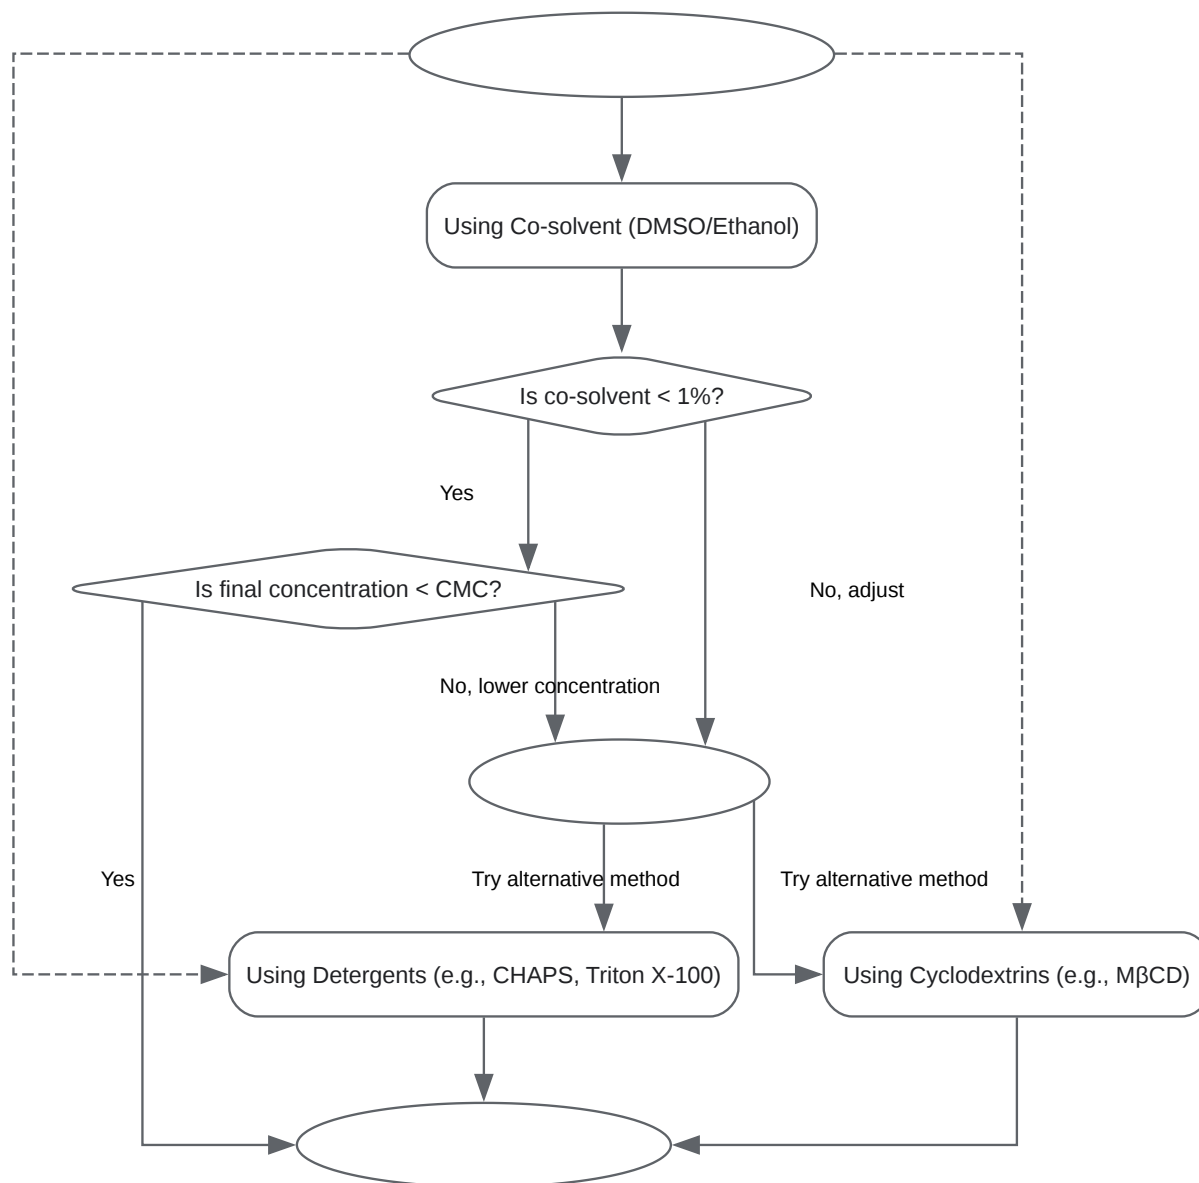 Using Co-solvent (DMSO/Ethanol)
Is co-solvent < 1%?
Yes
Is final concentration < CMC?
No, adjust
No, lower concentration
Yes
Try alternative method
Try alternative method
Using Detergents (e.g., CHAPS, Triton X-100)
Using Cyclodextrins (e.g., MβCD)